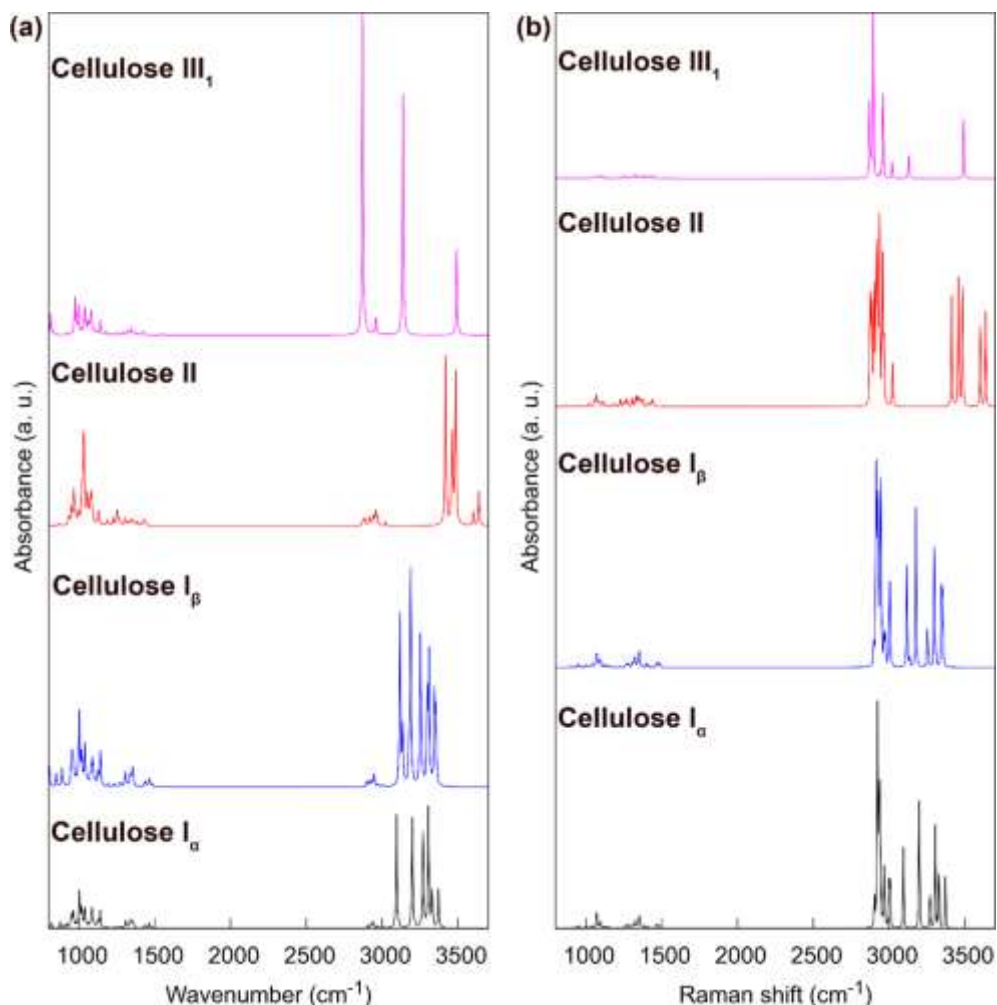 (a)
Cellulose III₁
Cellulose II
Cellulose Iβ
Cellulose Iα
Absorbance (a. u.)
1000 1500 2000 2500 3000 3500
Wavenumber (cm⁻¹)
(b)
Cellulose III₁
Cellulose II
Cellulose Iβ
Cellulose Iα
Absorbance (a. u.)
1000 1500 2000 2500 3000 3500
Raman shift (cm⁻¹)